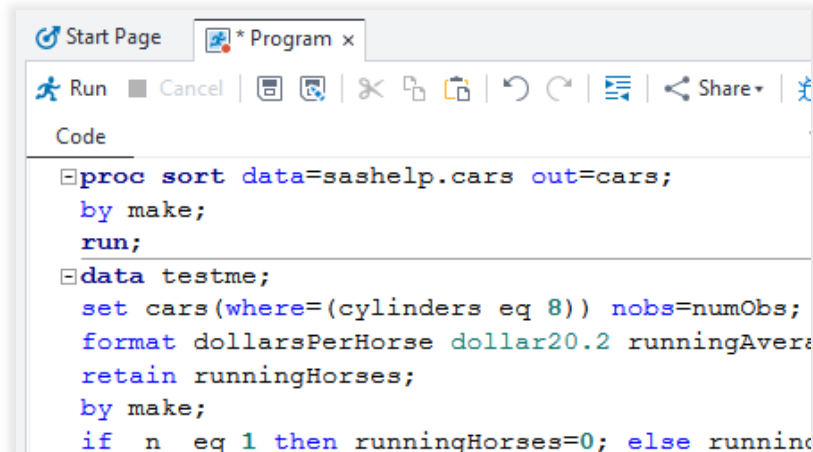 Start Page * Program x
Run Cancel Share
Code
proc sort data=sashelp.cars out=cars;
by make;
run;
data testme;
set cars(where=(cylinders eq 8)) nobs=numObs;
format dollarsPerHorse dollar20.2 runningAvera
retain runningHorses;
by make;
if _n_ eq 1 then runningHorses=0; else running